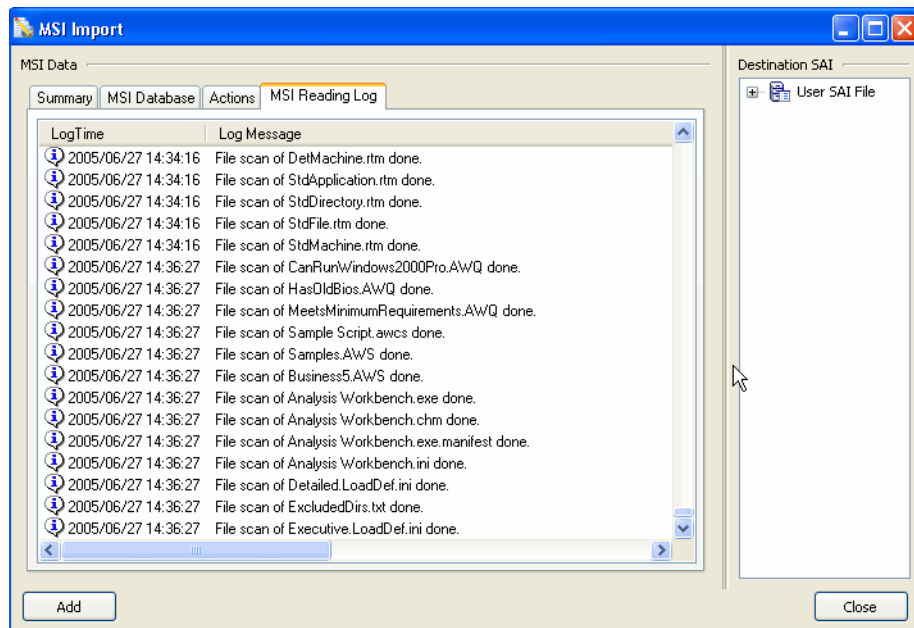 MSI Import
MSI Data
Destination SAI
Summary MSI Database Actions MSI Reading Log
User SAI File
LogTime Log Message
2005/06/27 14:34:16 File scan of DetMachine.rtm done.
2005/06/27 14:34:16 File scan of StdApplication.rtm done.
2005/06/27 14:34:16 File scan of StdDirectory.rtm done.
2005/06/27 14:34:16 File scan of StdFile.rtm done.
2005/06/27 14:34:16 File scan of StdMachine.rtm done.
2005/06/27 14:36:27 File scan of CanRunWindows2000Pro.AWQ done.
2005/06/27 14:36:27 File scan of HasOldBios.AWQ done.
2005/06/27 14:36:27 File scan of MeetsMinimumRequirements.AWQ done.
2005/06/27 14:36:27 File scan of Sample Script.awcs done.
2005/06/27 14:36:27 File scan of Samples.AWS done.
2005/06/27 14:36:27 File scan of Business5.AWS done.
2005/06/27 14:36:27 File scan of Analysis Workbench.exe done.
2005/06/27 14:36:27 File scan of Analysis Workbench.chm done.
2005/06/27 14:36:27 File scan of Analysis Workbench.exe.manifest done.
2005/06/27 14:36:27 File scan of Analysis Workbench.ini done.
2005/06/27 14:36:27 File scan of Detailed.LoadDef.ini done.
2005/06/27 14:36:27 File scan of ExcludedDirs.txt done.
2005/06/27 14:36:27 File scan of Executive.LoadDef.ini done.
Add
Close